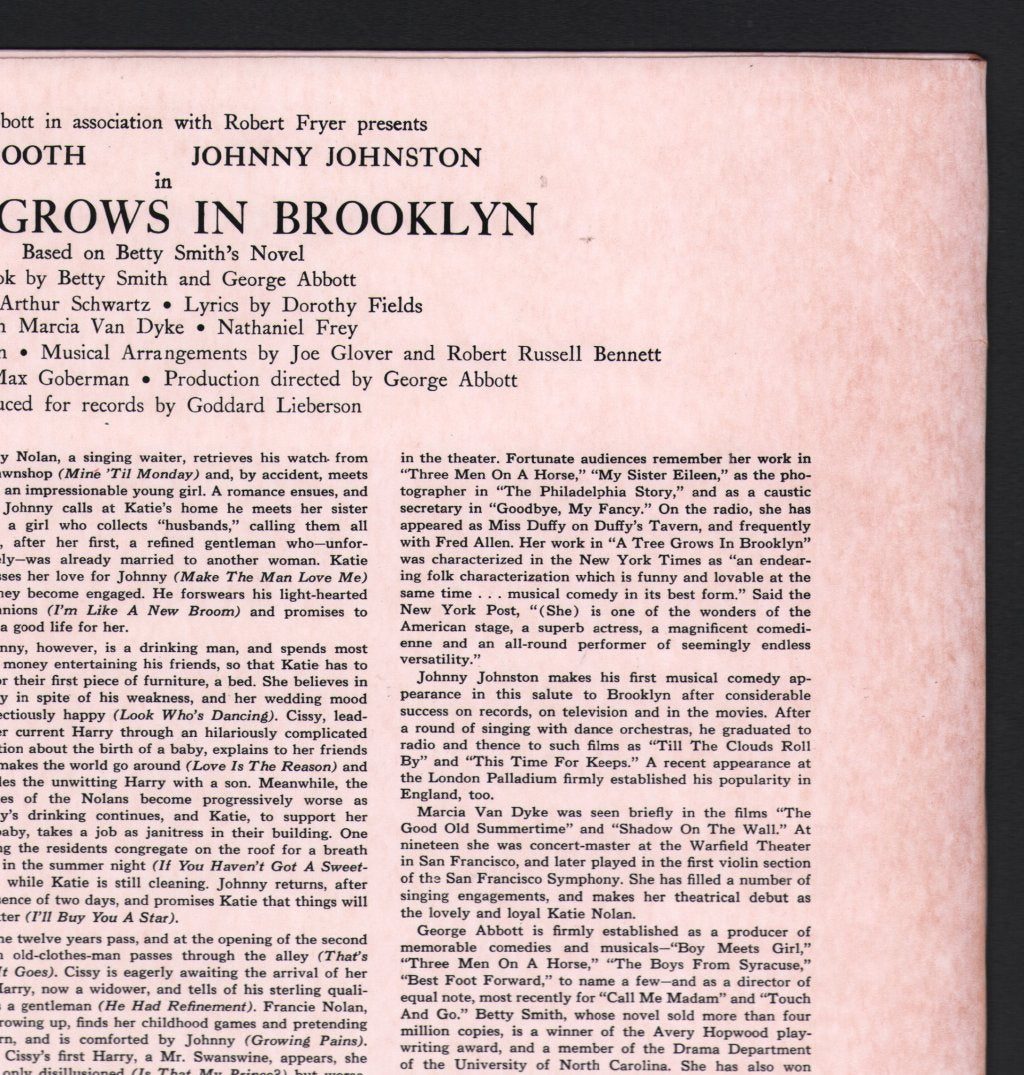 bott in association with Robert Fryer presents
OOTH JOHNNY JOHNSTON
in
GROWS IN BROOKLYN
Based on Betty Smith's Novel
ok by Betty Smith and George Abbott
Arthur Schwartz • Lyrics by Dorothy Fields
Marcia Van Dyke • Nathaniel Frey
n • Musical Arrangements by Joe Glover and Robert Russell Bennett
Max Goberman • Production directed by George Abbott
uced for records by Goddard Lieberson
y Nolan, a singing waiter, retrieves his watch from
awnshop (Mine 'Til Monday) and, by accident, meets
an impressionable young girl. A romance ensues, and
Johnny calls at Katie's home he meets her sister
a girl who collects "husbands," calling them all
, after her first, a refined gentleman who—unfor-
ely—was already married to another woman. Katie
sses her love for Johnny (Make The Man Love Me)
hey become engaged. He forswears his light-hearted
anions (I'm Like A New Broom) and promises to
a good life for her.
nny, however, is a drinking man, and spends most
money entertaining his friends, so that Katie has to
or their first piece of furniture, a bed. She believes in
y in spite of his weakness, and her wedding mood
ectiously happy (Look Who's Dancing). Cissy, lead-
er current Harry through an hilariously complicated
tion about the birth of a baby, explains to her friends
makes the world go around (Love Is The Reason) and
les the unwitting Harry with a son. Meanwhile, the
es of the Nolans become progressively worse as
y's drinking continues, and Katie, to support her
baby, takes a job as janitress in their building. One
ng the residents congregate on the roof for a breath
in the summer night (If You Haven't Got A Sweet-
while Katie is still cleaning. Johnny returns, after
sence of two days, and promises Katie that things will
tter (I'll Buy You A Star).
ne twelve years pass, and at the opening of the second
n old-clothes-man passes through the alley (That's
It Goes). Cissy is eagerly awaiting the arrival of her
Harry, now a widower, and tells of his sterling quali-
s a gentleman (He Had Refinement). Francie Nolan,
rowing up, finds her childhood games and pretending
rn, and is comforted by Johnny (Growing Pains).
Cissy's first Harry, a Mr. Swanswine, appears, she
only disillusioned (Is That My Prince?) but worse,
in the theater. Fortunate audiences remember her work in
"Three Men On A Horse," "My Sister Eileen," as the pho-
tographer in "The Philadelphia Story," and as a caustic
secretary in "Goodbye, My Fancy." On the radio, she has
appeared as Miss Duffy on Duffy's Tavern, and frequently
with Fred Allen. Her work in "A Tree Grows In Brooklyn"
was characterized in the New York Times as "an endear-
ing folk characterization which is funny and lovable at the
same time . . . musical comedy in its best form." Said the
New York Post, "(She) is one of the wonders of the
American stage, a superb actress, a magnificent comedi-
enne and an all-round performer of seemingly endless
versatility."
Johnny Johnston makes his first musical comedy ap-
pearance in this salute to Brooklyn after considerable
success on records, on television and in the movies. After
a round of singing with dance orchestras, he graduated to
radio and thence to such films as "Till The Clouds Roll
By" and "This Time For Keeps." A recent appearance at
the London Palladium firmly established his popularity in
England, too.
Marcia Van Dyke was seen briefly in the films "The
Good Old Summertime" and "Shadow On The Wall." At
nineteen she was concert-master at the Warfield Theater
in San Francisco, and later played in the first violin section
of the San Francisco Symphony. She has filled a number of
singing engagements, and makes her theatrical debut as
the lovely and loyal Katie Nolan.
George Abbott is firmly established as a producer of
memorable comedies and musicals—"Boy Meets Girl,"
"Three Men On A Horse," "The Boys From Syracuse,"
"Best Foot Forward," to name a few—and as a director of
equal note, most recently for "Call Me Madam" and "Touch
And Go." Betty Smith, whose novel sold more than four
million copies, is a winner of the Avery Hopwood play-
writing award, and a member of the Drama Department
of the University of North Carolina. She has also won